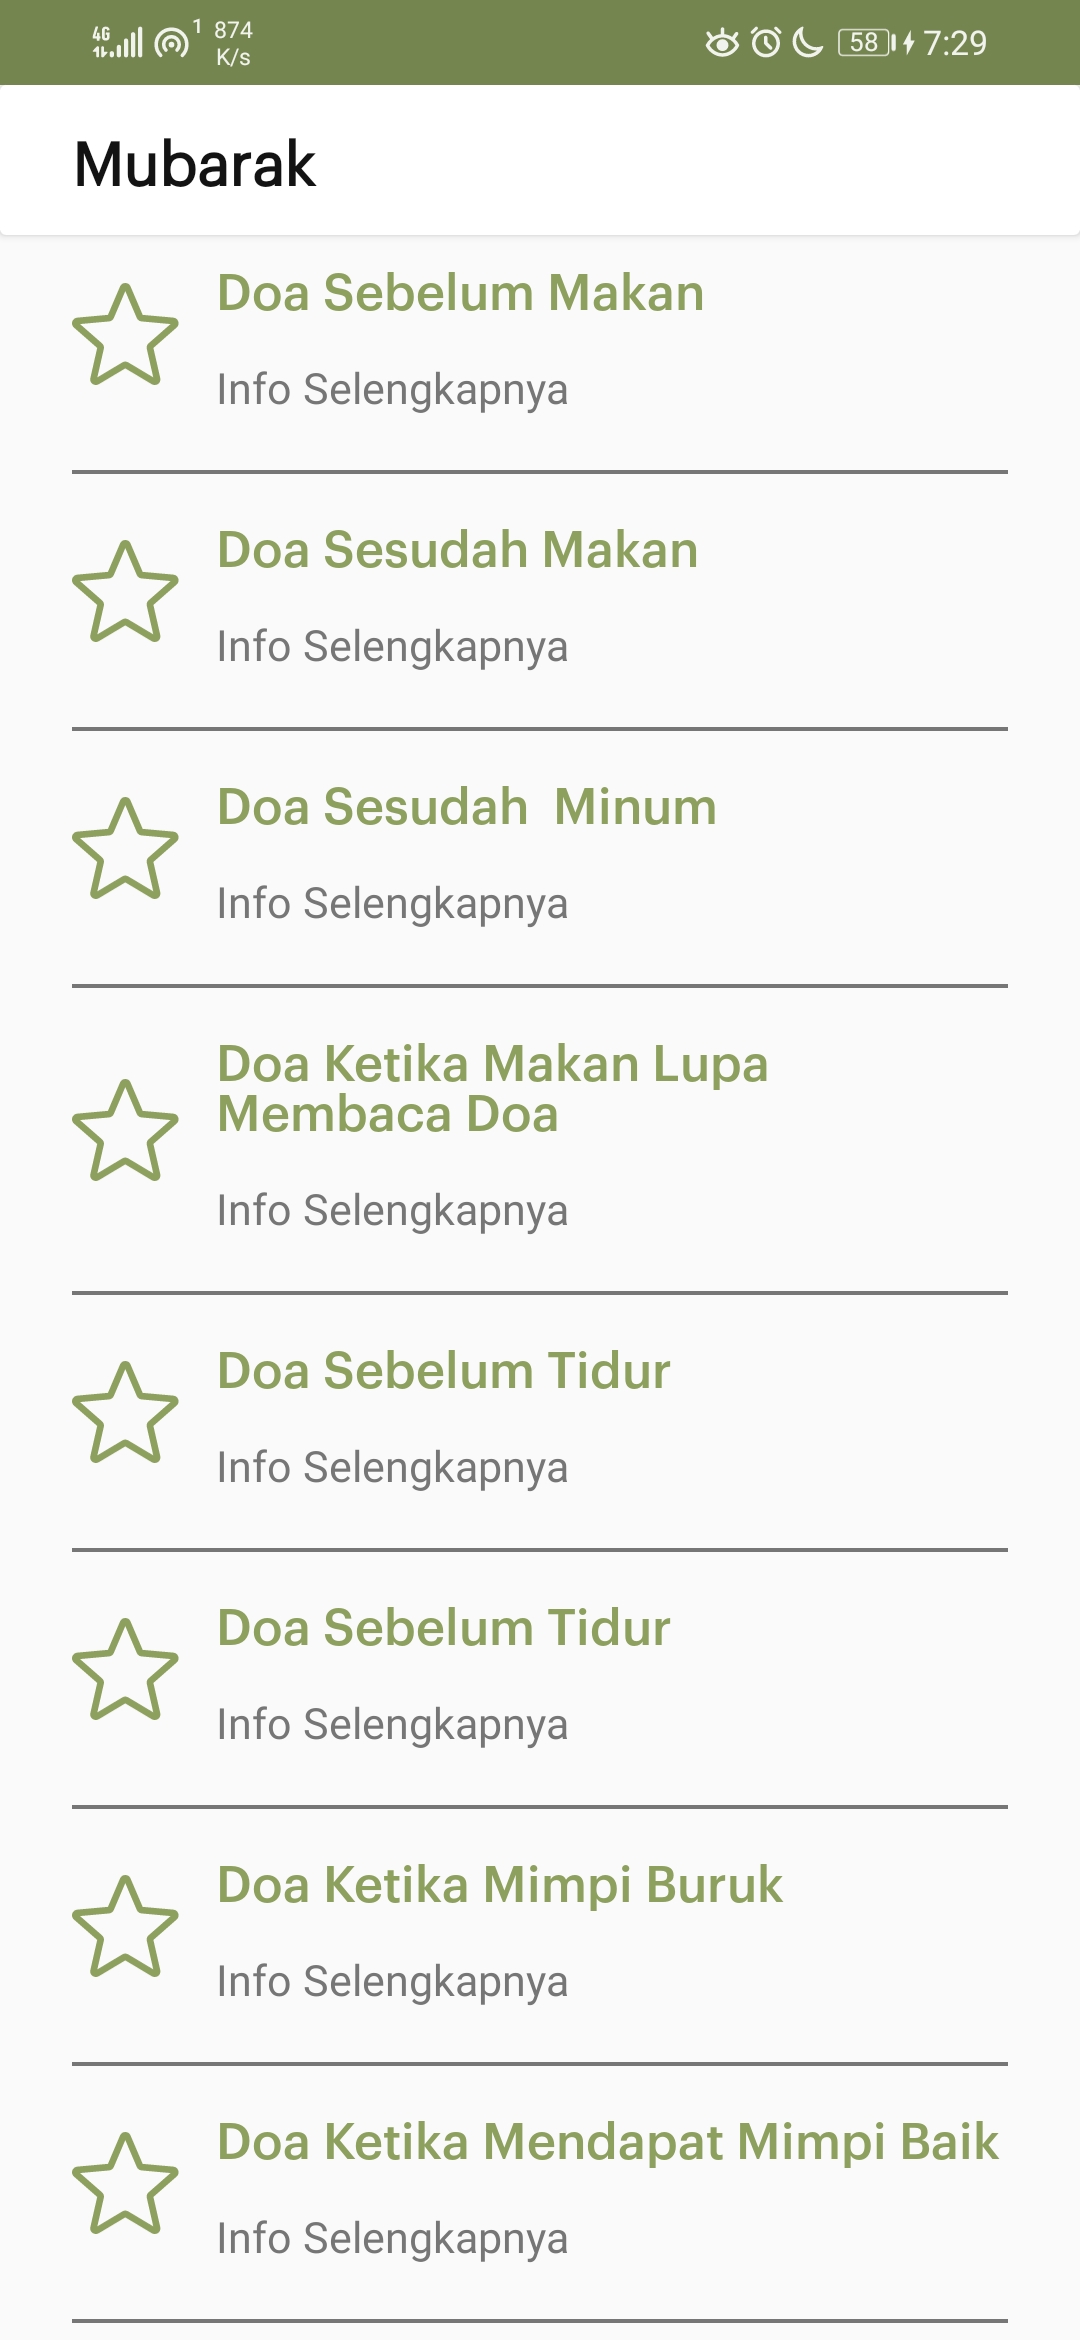 4G
1
874
K/s
58
7:29
Mubarak
Doa Sebelum Makan
Info Selengkapnya
Doa Sesudah Makan
Info Selengkapnya
Doa Sesudah  Minum
Info Selengkapnya
Doa Ketika Makan Lupa
Membaca Doa
Info Selengkapnya
Doa Sebelum Tidur
Info Selengkapnya
Doa Sebelum Tidur
Info Selengkapnya
Doa Ketika Mimpi Buruk
Info Selengkapnya
Doa Ketika Mendapat Mimpi Baik
Info Selengkapnya